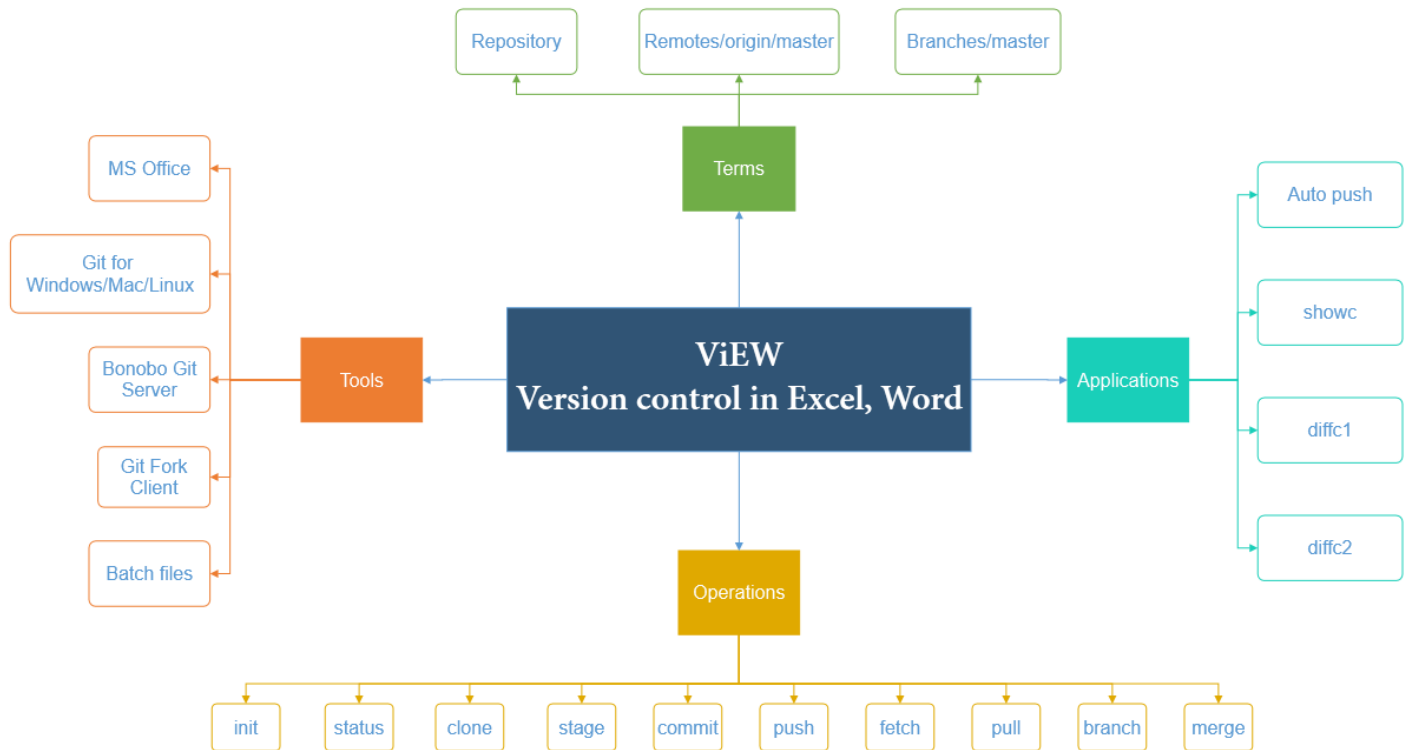 Repository
Remotes/origin/master
Branches/master
Terms
MS Office
Git for
Windows/Mac/Linux
Bonobo Git
Server
Git Fork
Client
Batch files
Tools
ViEW
Version control in Excel, Word
Applications
Auto push
showc
diffc1
diffc2
Operations
init
status
clone
stage
commit
push
fetch
pull
branch
merge